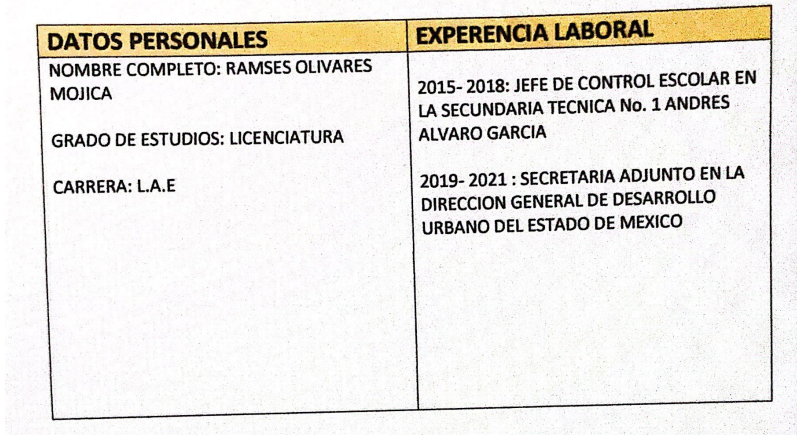 DATOS PERSONALES
NOMBRE COMPLETO: RAMSES OLIVARES
MOJICA
GRADO DE ESTUDIOS: LICENCIATURA
CARRERA: L.A.E
EXPERENCIA LABORAL
2015- 2018: JEFE DE CONTROL ESCOLAR EN
LA SECUNDARIA TECNICA No. 1 ANDRES
ALVARO GARCIA
2019- 2021 : SECRETARIA ADJUNTO EN LA
DIRECCION GENERAL DE DESARROLLO
URBANO DEL ESTADO DE MEXICO